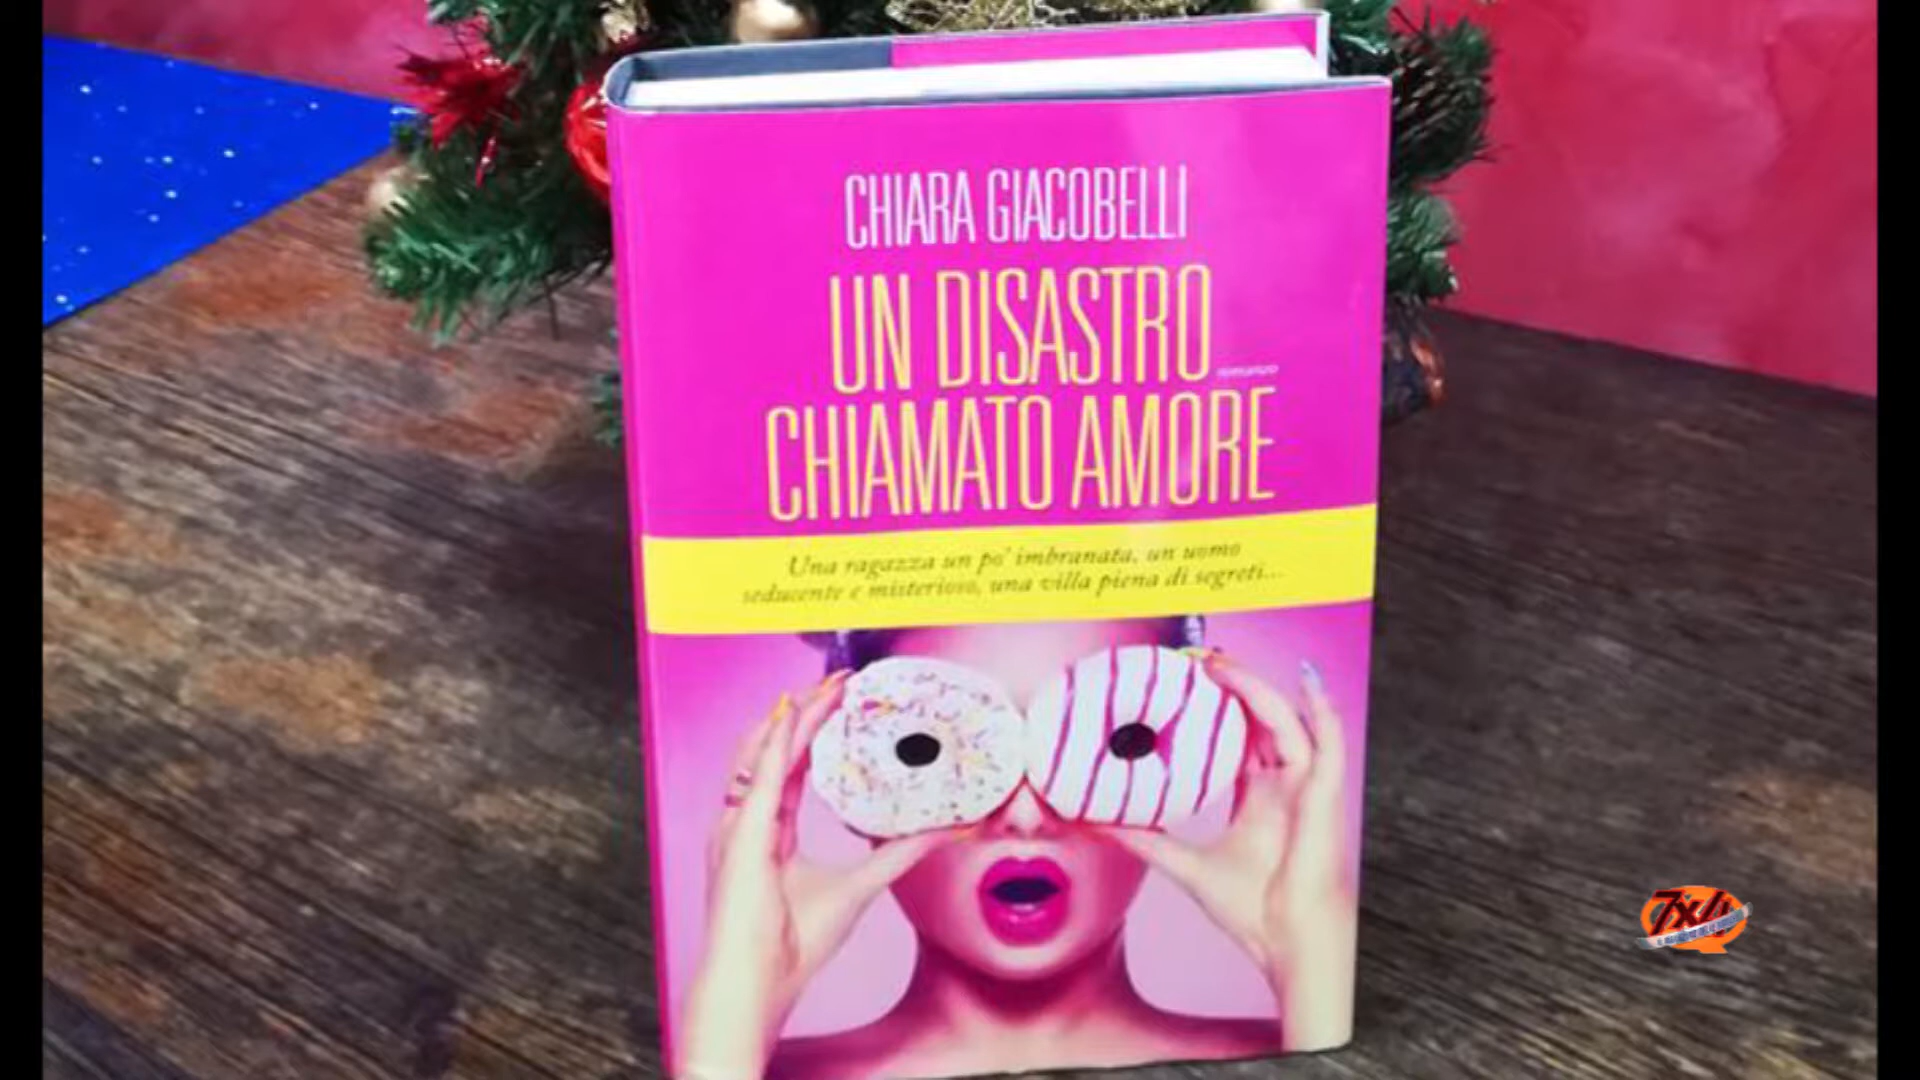 CHIARA GIACOBELLI
UN DISASTRO
romanzo
CHIAMATO AMORE
Una ragazza un po' imbranata, un uomo
seducente e misterioso, una villa piena di segreti...
7x4